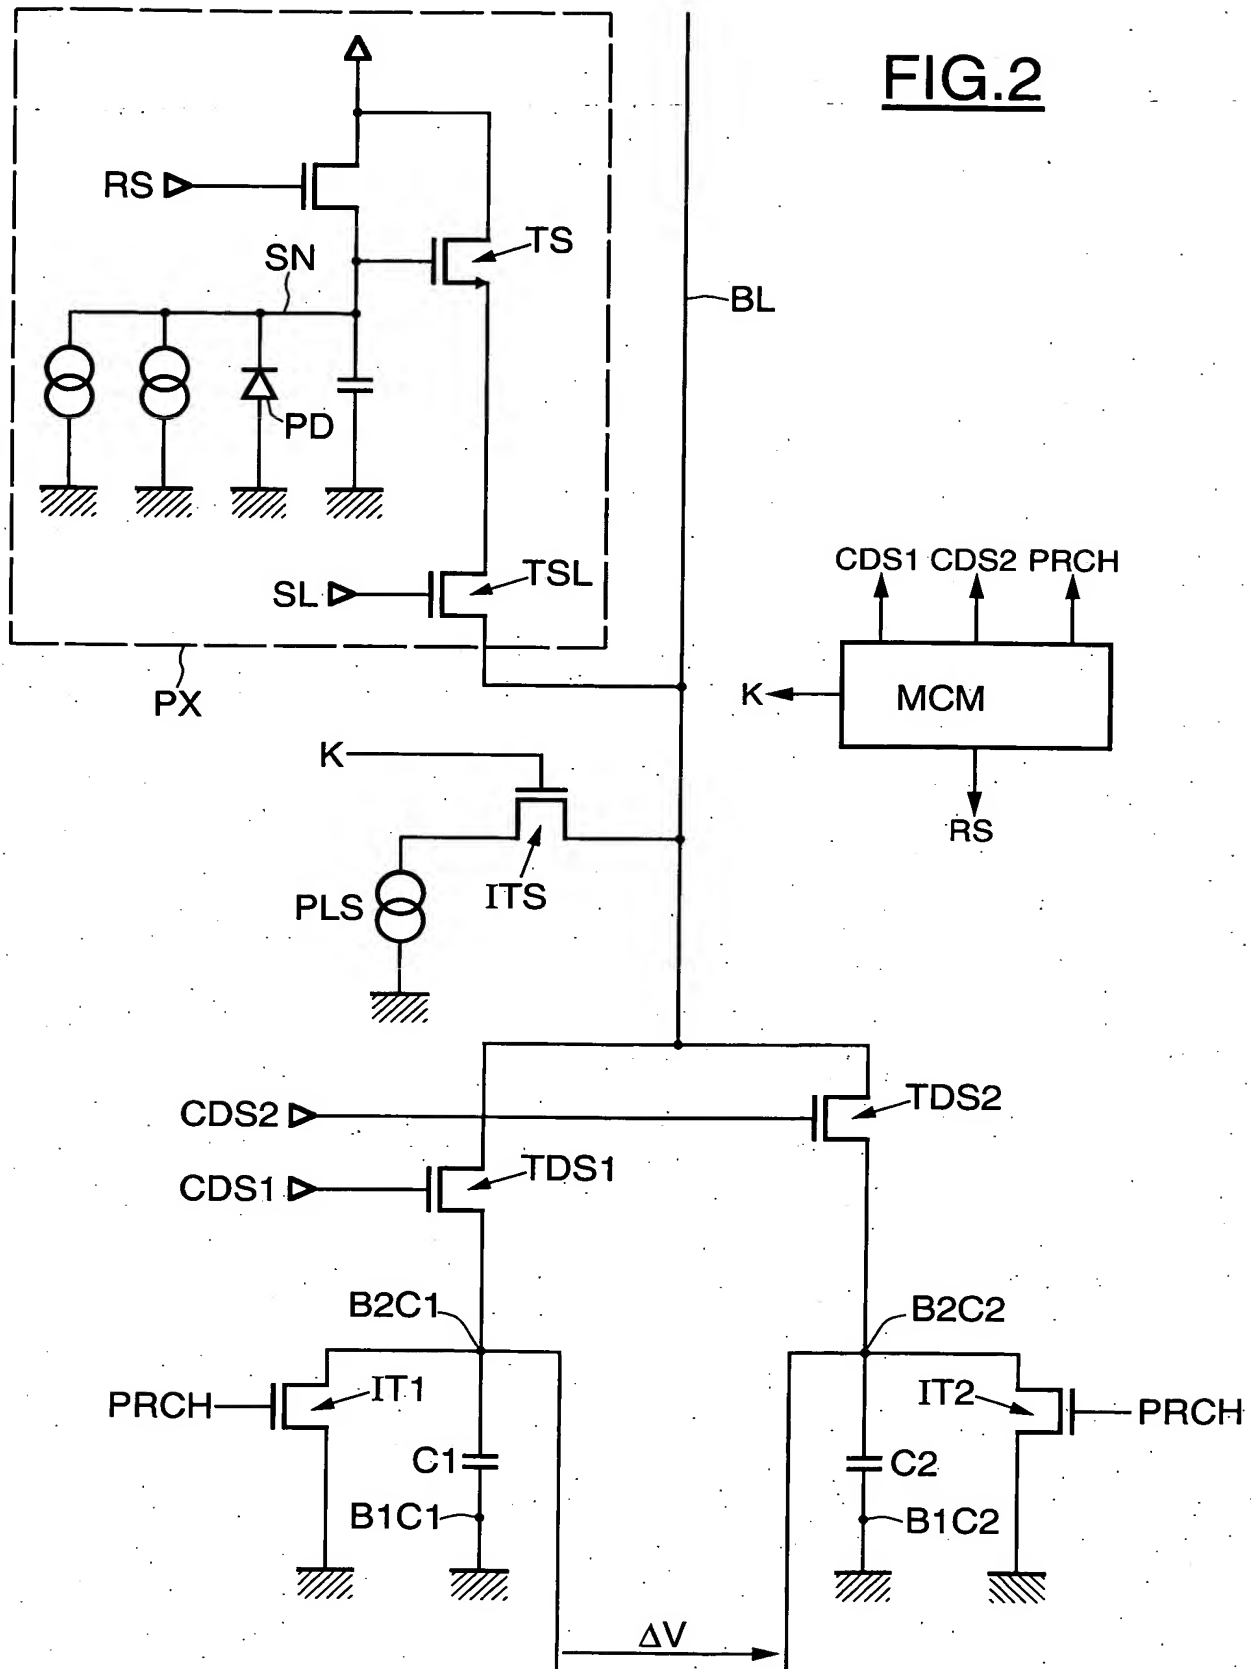 FIG.2
RS
TS
SN
BL
PD
CDS1 CDS2 PRCH
TSL
SL
K
MCM
PX
K
RS
ITS
PLS
TDS2
CDS2
TDS1
CDS1
B2C1
B2C2
IT1
IT2
PRCH
PRCH
C1
C2
B1C1
B1C2
ΔV